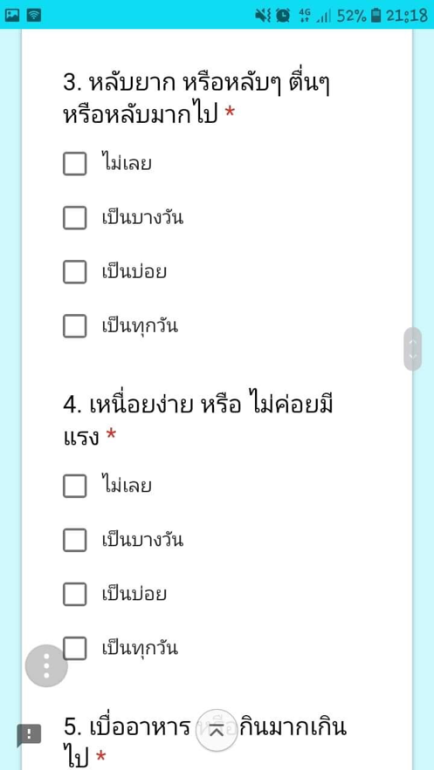 4G 52% 21:18
3. หลับยาก หรือหลับๆ ตื่นๆ
หรือหลับมากไป *
ไม่เลย
เป็นบางวัน
เป็นบ่อย
เป็นทุกวัน
4. เหนื่อยง่าย หรือ ไม่ค่อยมี
แรง *
ไม่เลย
เป็นบางวัน
เป็นบ่อย
เป็นทุกวัน
5. เบื่ออาหาร หรือกินมากเกิน
ไป *